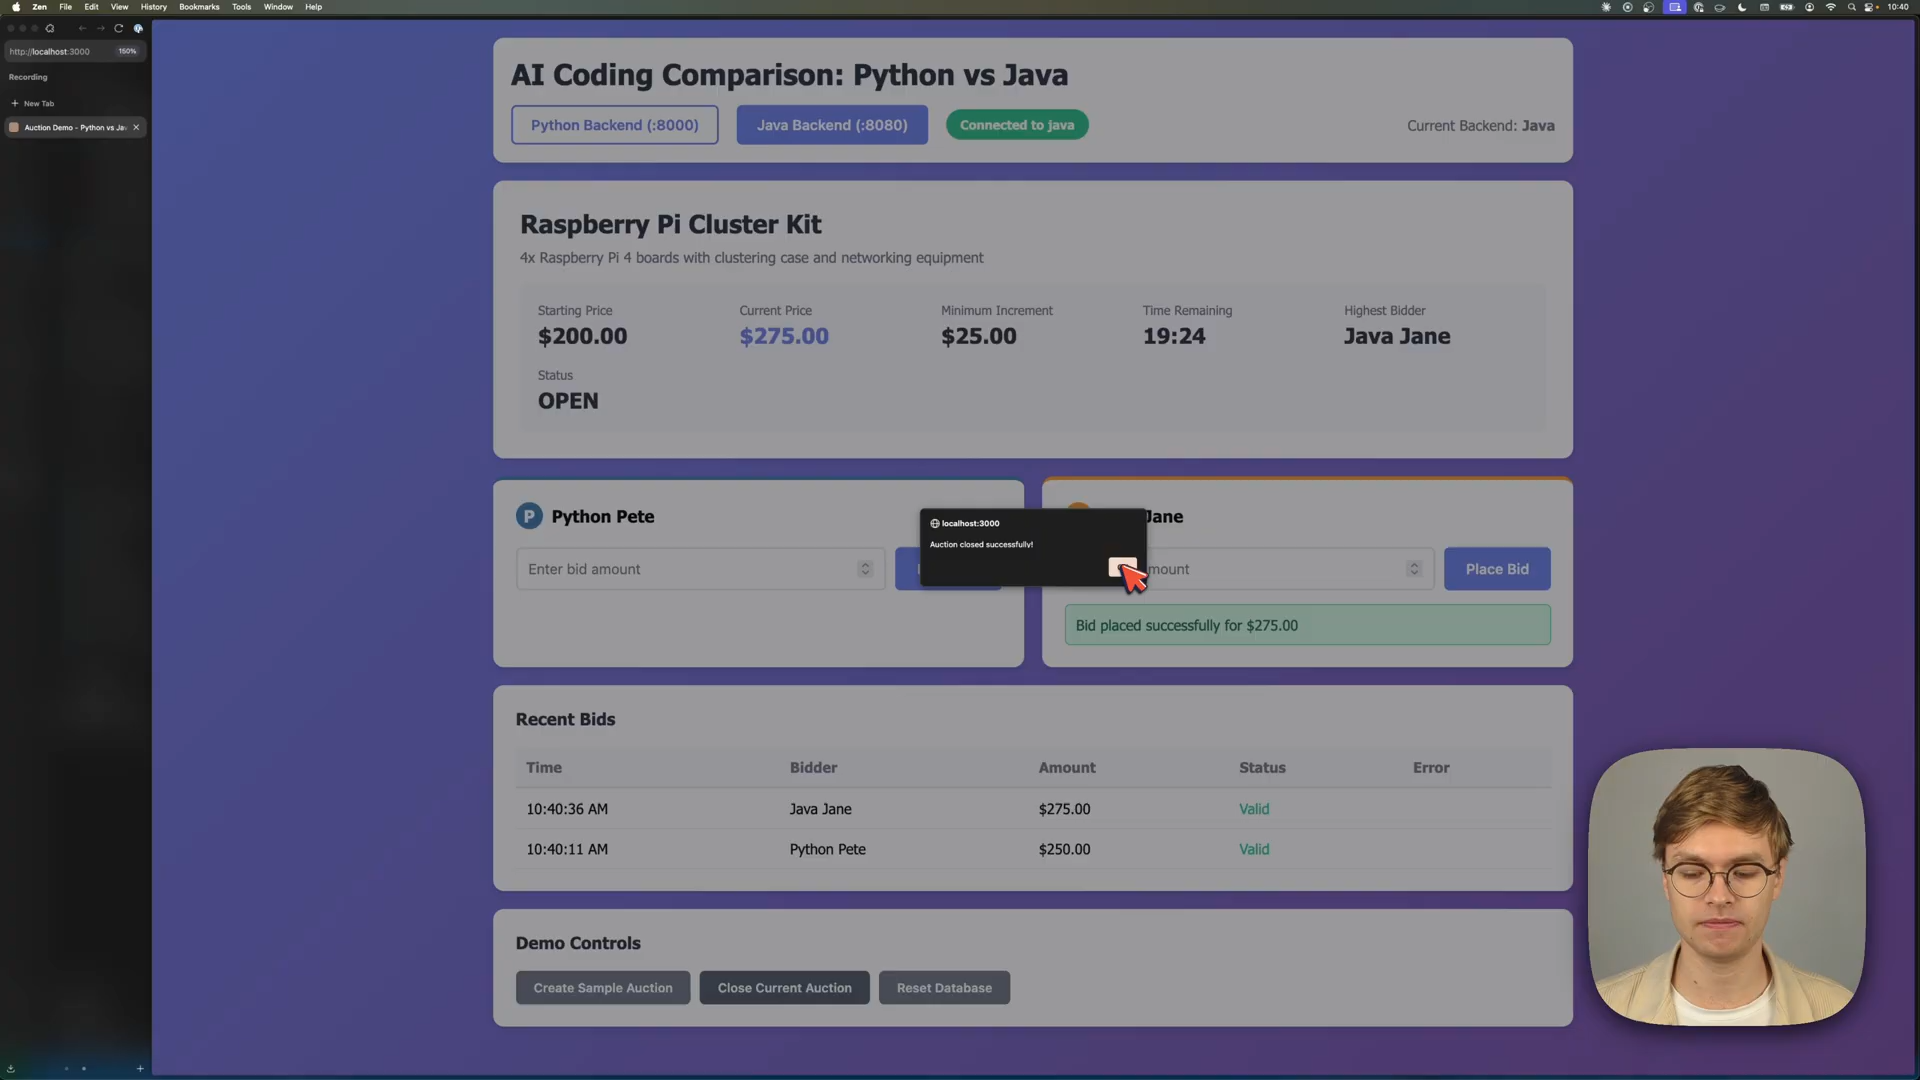 Zen File Edit View History Bookmarks Tools Window Help 10:40
http://localhost:3000 150%
Recording
New Tab
Auction Demo - Python vs Jav
AI Coding Comparison: Python vs Java
Python Backend (:8000) Java Backend (:8080) Connected to java Current Backend: Java
Raspberry Pi Cluster Kit
4x Raspberry Pi 4 boards with clustering case and networking equipment
Starting Price Current Price Minimum Increment Time Remaining Highest Bidder
$200.00 $275.00 $25.00 19:24 Java Jane
Status
OPEN
P Python Pete Jane
localhost:3000
Auction closed successfully!
Enter bid amount mount Place Bid
Bid placed successfully for $275.00
Recent Bids
Time Bidder Amount Status Error
10:40:36 AM Java Jane $275.00 Valid
10:40:11 AM Python Pete $250.00 Valid
Demo Controls
Create Sample Auction Close Current Auction Reset Database